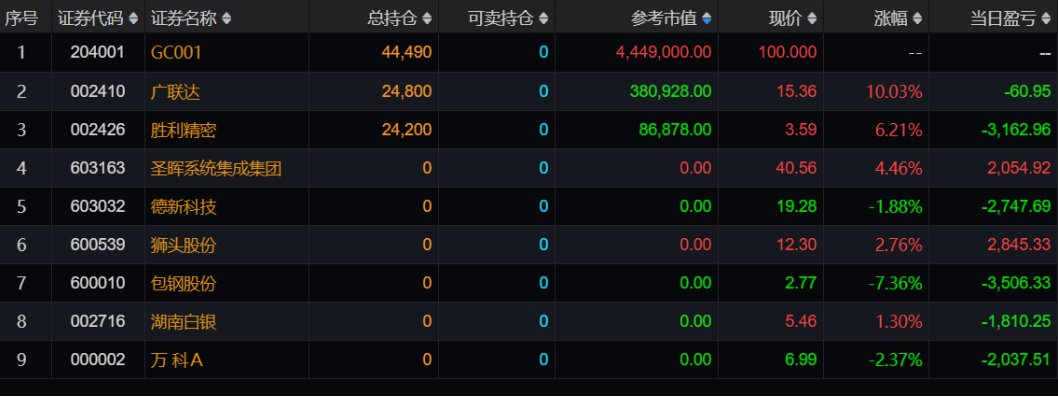 序号 证券代码 证券名称 总持仓 可卖持仓 参考市值 现价 涨幅 当日盈亏
1 204001 GC001 44,490 0 4,449,000.00 100.000 -- --
2 002410 广联达 24,800 0 380,928.00 15.36 10.03% -60.95
3 002426 胜利精密 24,200 0 86,878.00 3.59 6.21% -3,162.96
4 603163 圣晖系统集成集团 0 0 0.00 40.56 4.46% 2,054.92
5 603032 德新科技 0 0 0.00 19.28 -1.88% -2,747.69
6 600539 狮头股份 0 0 0.00 12.30 2.76% 2,845.33
7 600010 包钢股份 0 0 0.00 2.77 -7.36% -3,506.33
8 002716 湖南白银 0 0 0.00 5.46 1.30% -1,810.25
9 000002 万 科A 0 0 0.00 6.99 -2.37% -2,037.51